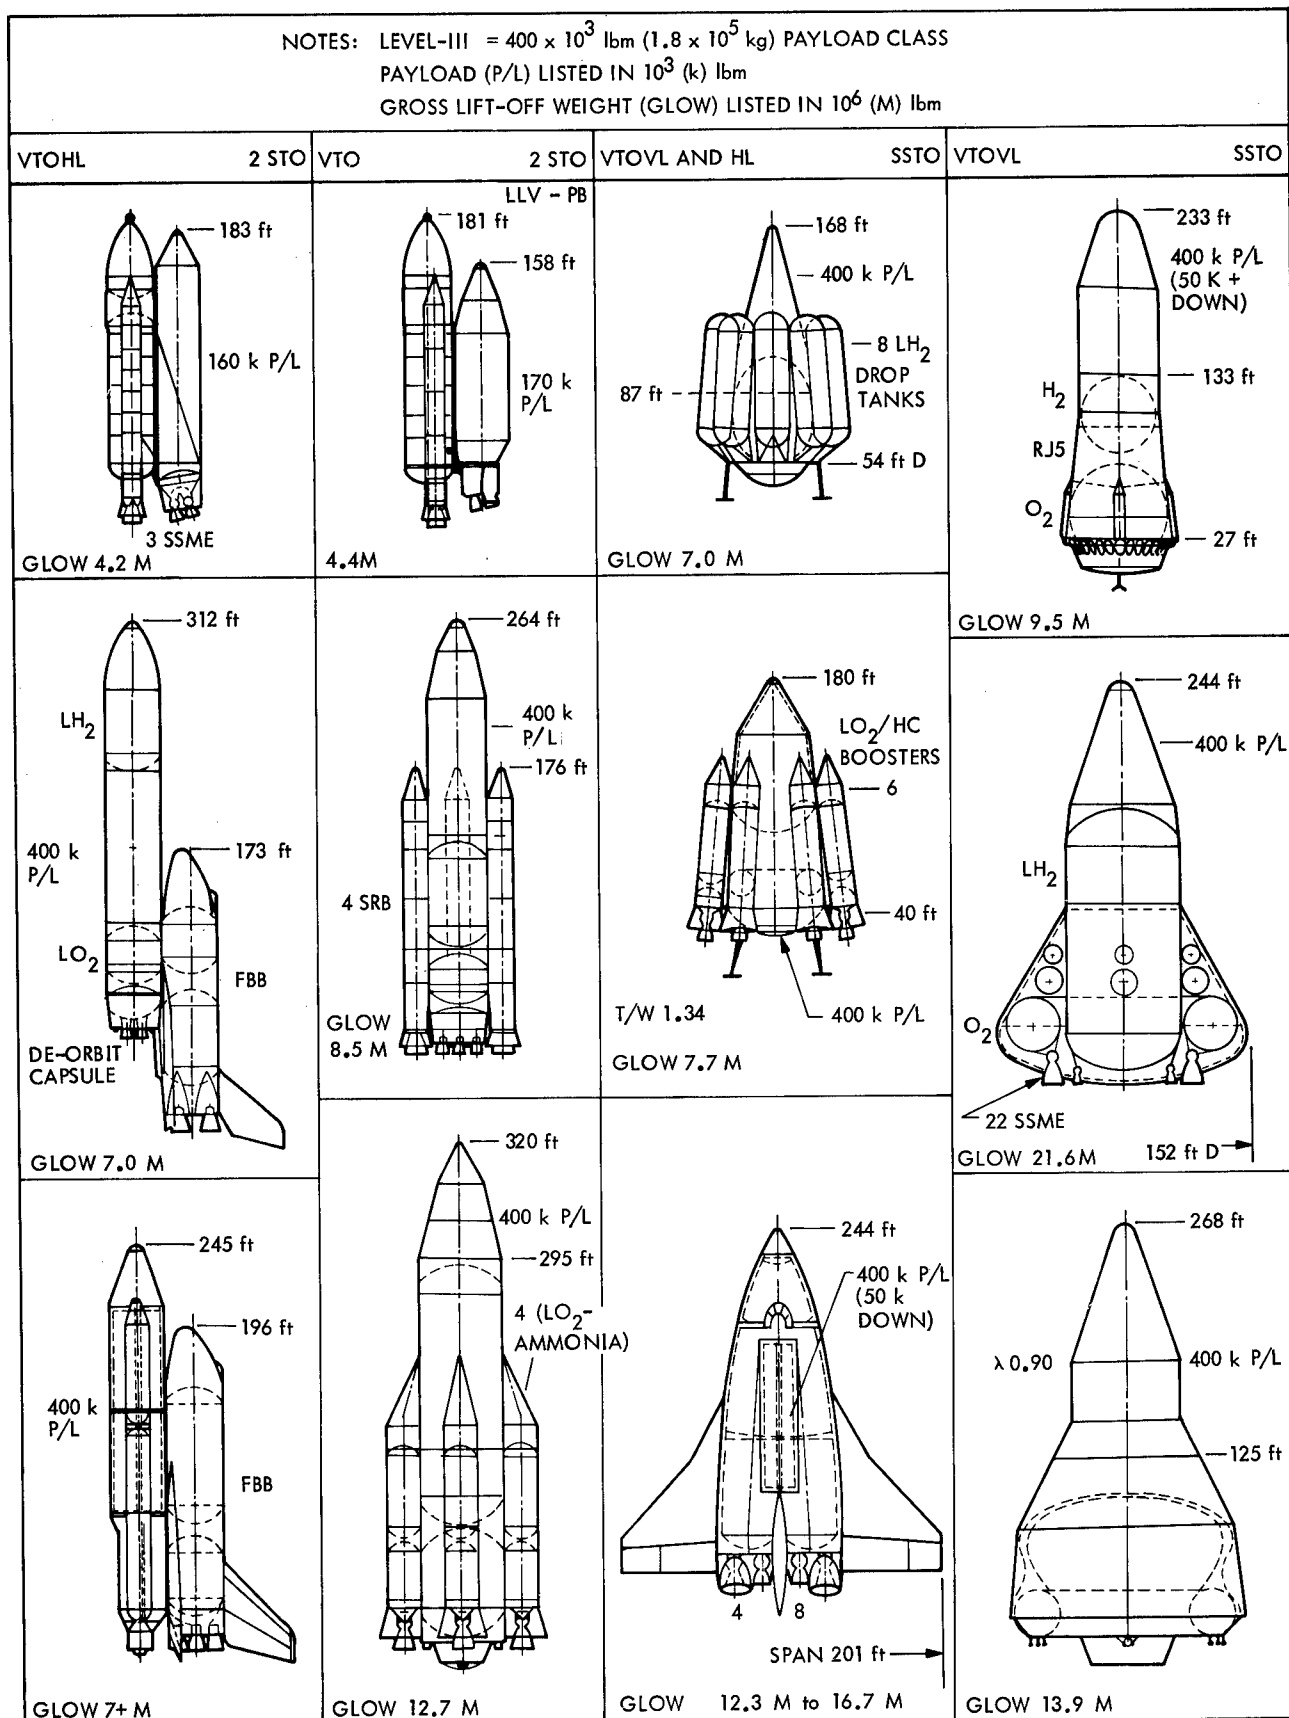 NOTES: LEVEL-III = 400 x 10³ lbm (1.8 x 10⁵ kg) PAYLOAD CLASS
PAYLOAD (P/L) LISTED IN 10³ (k) lbm
GROSS LIFT-OFF WEIGHT (GLOW) LISTED IN 10⁶ (M) lbm
VTOHL 2 STO
183 ft
160 k P/L
3 SSME
GLOW 4.2 M
312 ft
LH₂
400 k
P/L
173 ft
LO₂
FBB
DE-ORBIT
CAPSULE
GLOW 7.0 M
245 ft
196 ft
400 k
P/L
FBB
GLOW 7+ M
VTO 2 STO
LLV - PB
181 ft
158 ft
170 k
P/L
4.4M
264 ft
400 k
P/L
176 ft
4 SRB
GLOW
8.5 M
320 ft
400 k P/L
295 ft
4 (LO₂-
AMMONIA)
GLOW 12.7 M
VTOVL AND HL SSTO
168 ft
400 k P/L
8 LH₂
DROP
TANKS
87 ft
54 ft D
GLOW 7.0 M
180 ft
LO₂/HC
BOOSTERS
6
40 ft
T/W 1.34
400 k P/L
GLOW 7.7 M
244 ft
400 k P/L
(50 k
DOWN)
4 8
SPAN 201 ft
GLOW 12.3 M to 16.7 M
VTOVL SSTO
233 ft
400 k P/L
(50 K +
DOWN)
133 ft
H₂
RJ5
O₂
27 ft
GLOW 9.5 M
244 ft
400 k P/L
LH₂
O₂
22 SSME
152 ft D
GLOW 21.6M
268 ft
λ 0.90
400 k P/L
125 ft
GLOW 13.9 M